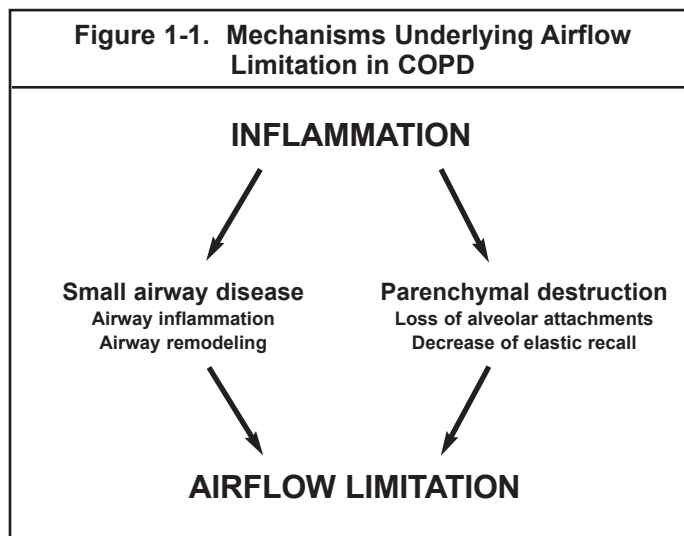 Figure 1-1. Mechanisms Underlying Airflow
Limitation in COPD
INFLAMMATION
Small airway disease
Airway inflammation
Airway remodeling
Parenchymal destruction
Loss of alveolar attachments
Decrease of elastic recall
AIRFLOW LIMITATION